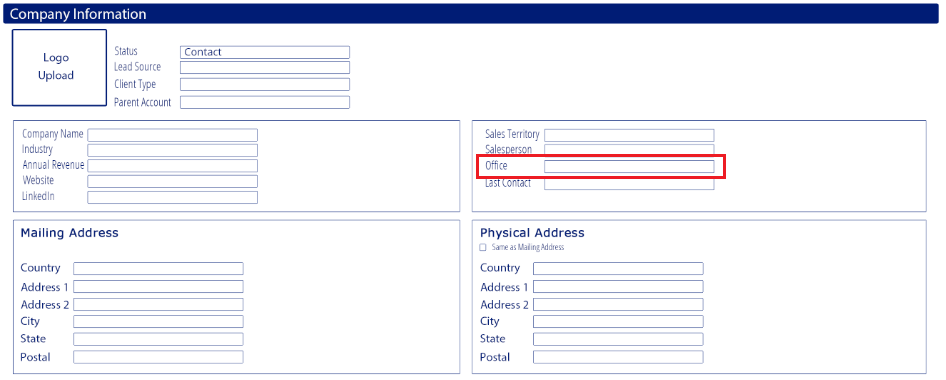 Company Information
Logo
Upload
Status Contact
Lead Source
Client Type
Parent Account
Company Name
Industry
Annual Revenue
Website
LinkedIn
Sales Territory
Salesperson
Office
Last Contact
Mailing Address
Country
Address 1
Address 2
City
State
Postal
Physical Address
Same as Mailing Address
Country
Address 1
Address 2
City
State
Postal